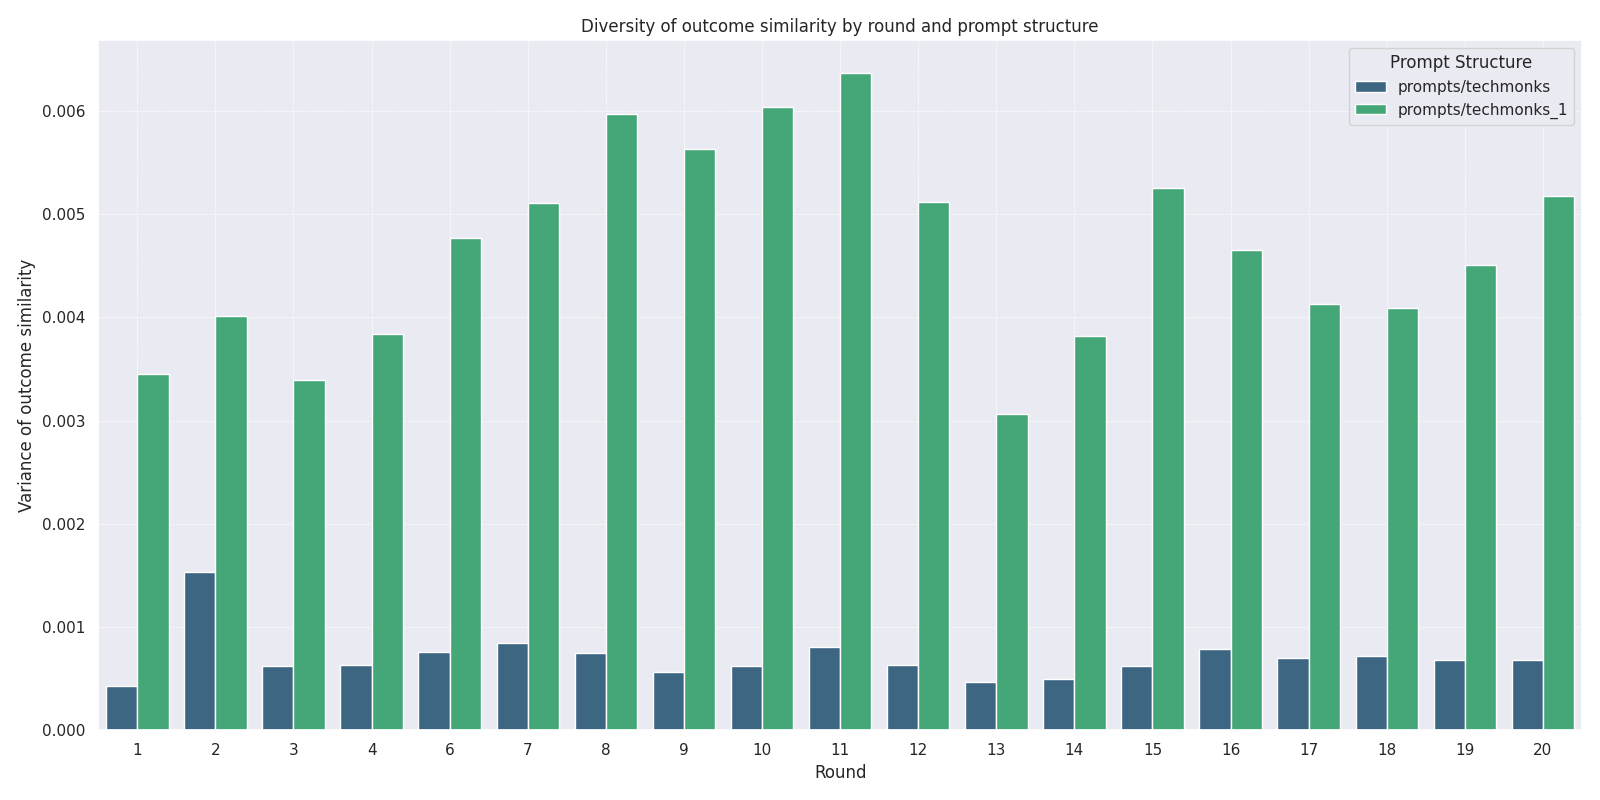 Diversity of outcome similarity by round and prompt structure
Prompt Structure
prompts/techmonks
prompts/techmonks_1
Variance of outcome similarity
0.006
0.005
0.004
0.003
0.002
0.001
0.000
1 2 3 4 6 7 8 9 10 11 12 13 14 15 16 17 18 19 20
Round